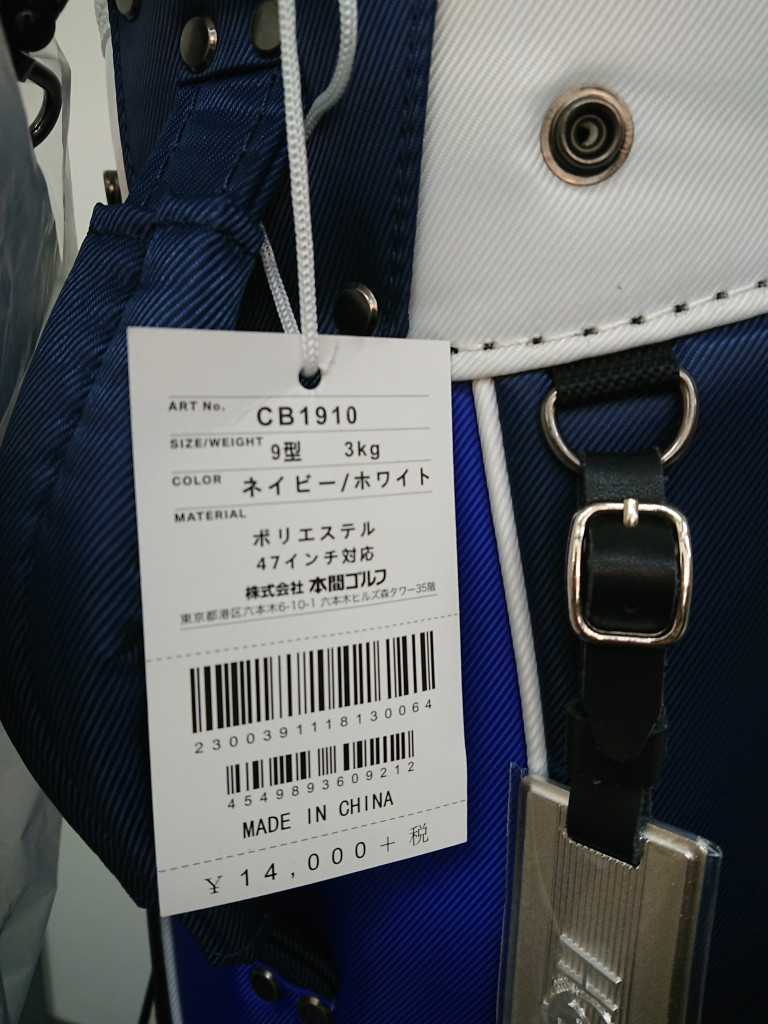 ART No. CB1910
SIZE/WEIGHT 9型 3kg
COLOR ネイビー/ホワイト
MATERIAL
ポリエステル
47インチ対応
株式会社 本間ゴルフ
東京都港区六本木6-10-1 六本木ヒルズ森タワー35階
2300391118130064
4549893609212
MADE IN CHINA
¥14,000+税